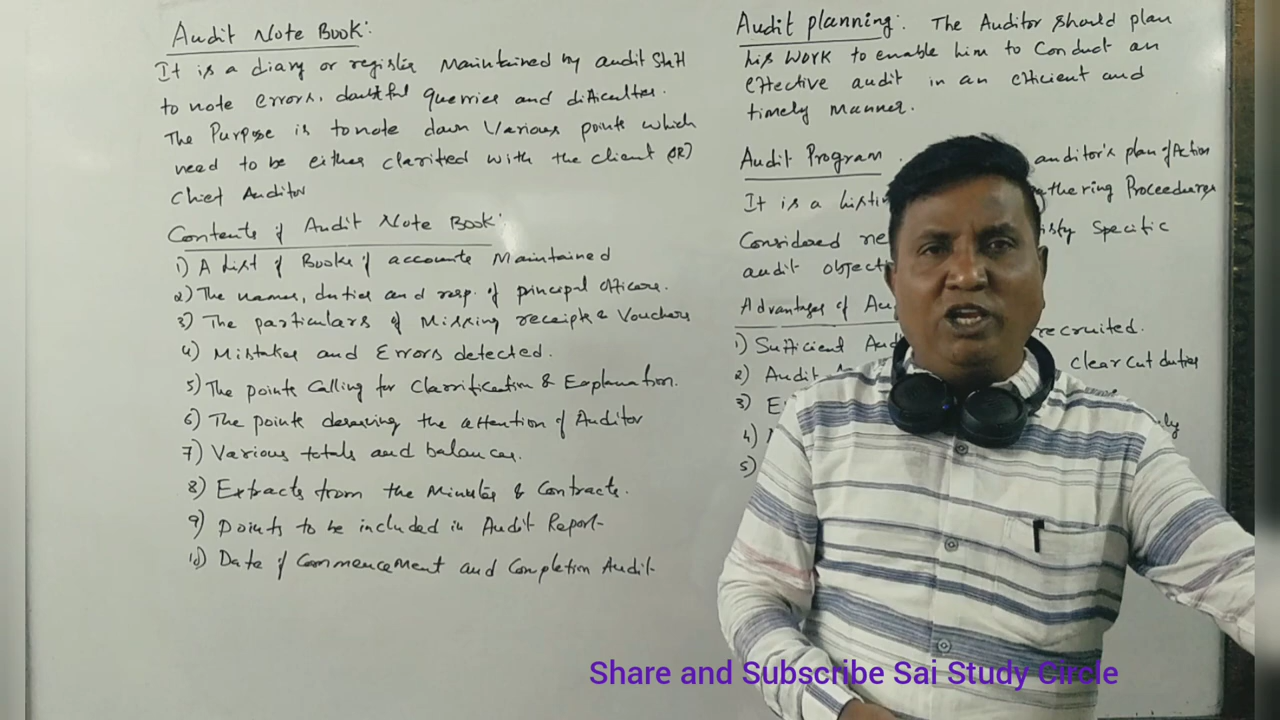 Audit Note Book:
It is a diary or register Maintained by audit Staff
to note errors, doubtful Querries and difficulties.
The Purpose is to note down Various points which
need to be either clarified with the client (OR)
Chief Auditor
Contents of Audit Note Book:
1) A List of Books of accounts Maintained
2) The names, duties and resp. of principal officers.
3) The particulars of Missing receipts & Vouchers
4) Mistakes and Errors detected.
5) The points Calling for Clarification & Explanation.
6) The points deserving the attention of Auditor
7) Various totals and balances.
8) Extracts from the Minutes & Contracts.
9) Points to be included in Audit Report
10) Date of Commencement and Completion Audit
Audit planning: The Auditor should plan
his work to enable him to Conduct an
effective audit in an efficient and
timely manner.
Audit Program. auditor's plan of Action
It is a Proceedures
Considered Specific
audit
Advantages of
1) Sufficient recruited.
2) Audit clear cut duties
3)
4)
5)
Share and Subscribe Sai Study Circle